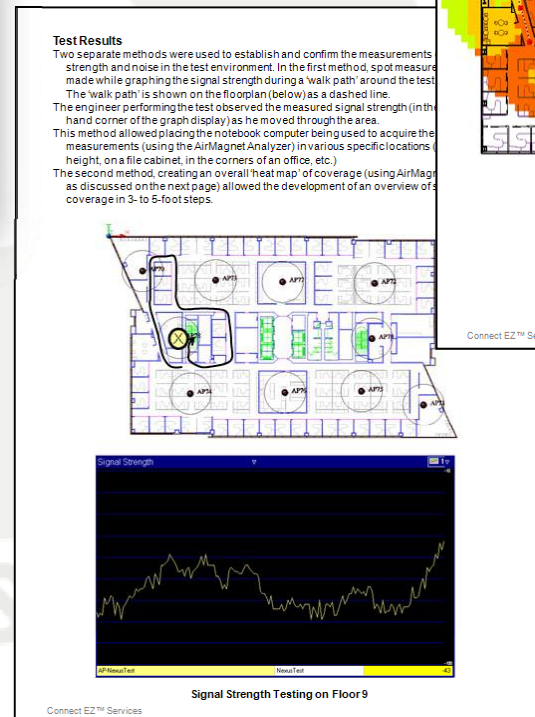 Test Results
Two separate methods were used to establish and confirm the measurements
strength and noise in the test environment. In the first method, spot measure
made while graphing the signal strength during a 'walk path' around the test
The 'walk path' is shown on the floorplan (below) as a dashed line.
The engineer performing the test observed the measured signal strength (in the
hand corner of the graph display) as he moved through the area.
This method allowed placing the notebook computer being used to acquire the
measurements (using the AirMagnet Analyzer) in various specific locations (
height, on a file cabinet, in the corners of an office, etc.)
The second method, creating an overall 'heat map' of coverage (using AirMagn
as discussed on the next page) allowed the development of an overview of s
coverage in 3- to 5-foot steps.
AP70
AP73
AP77
AP72
X
AP74
AP76
AP75
Connect EZ™ Se
Signal Strength
AP-NexusTest
NexusTest
-43
Signal Strength Testing on Floor 9
Connect EZ™ Services